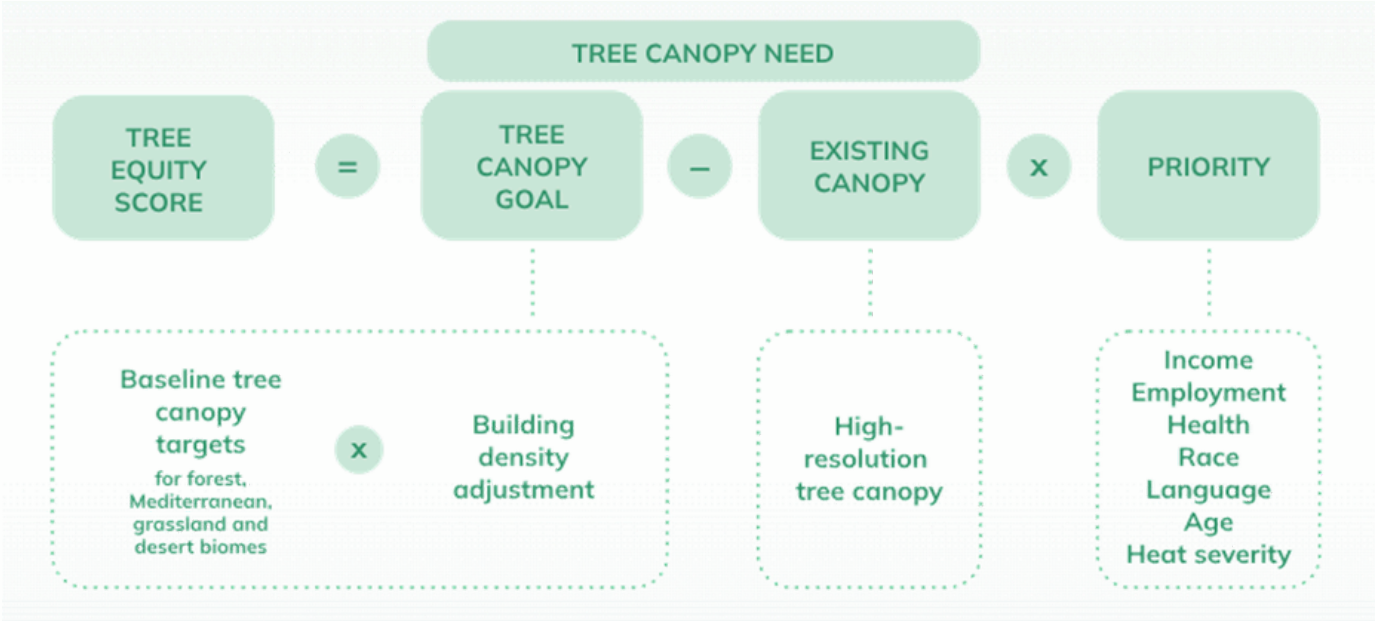 TREE CANOPY NEED
TREE
EQUITY
SCORE
=
TREE
CANOPY
GOAL
–
EXISTING
CANOPY
x
PRIORITY
Baseline tree
canopy
targets
for forest,
Mediterranean,
grassland and
desert biomes
x
Building
density
adjustment
High-
resolution
tree canopy
Income
Employment
Health
Race
Language
Age
Heat severity